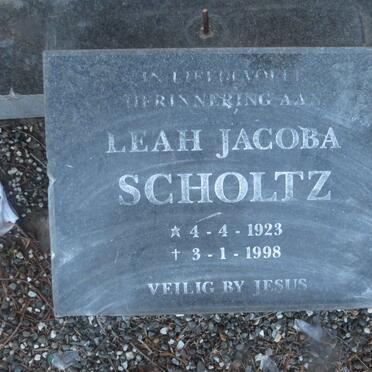 IN LIEFDEVOLLE
HERINNERING AAN
LEAH JACOBA
SCHOLTZ
☆ 4 - 4 - 1923
† 3 - 1 - 1998
VEILIG BY JESUS